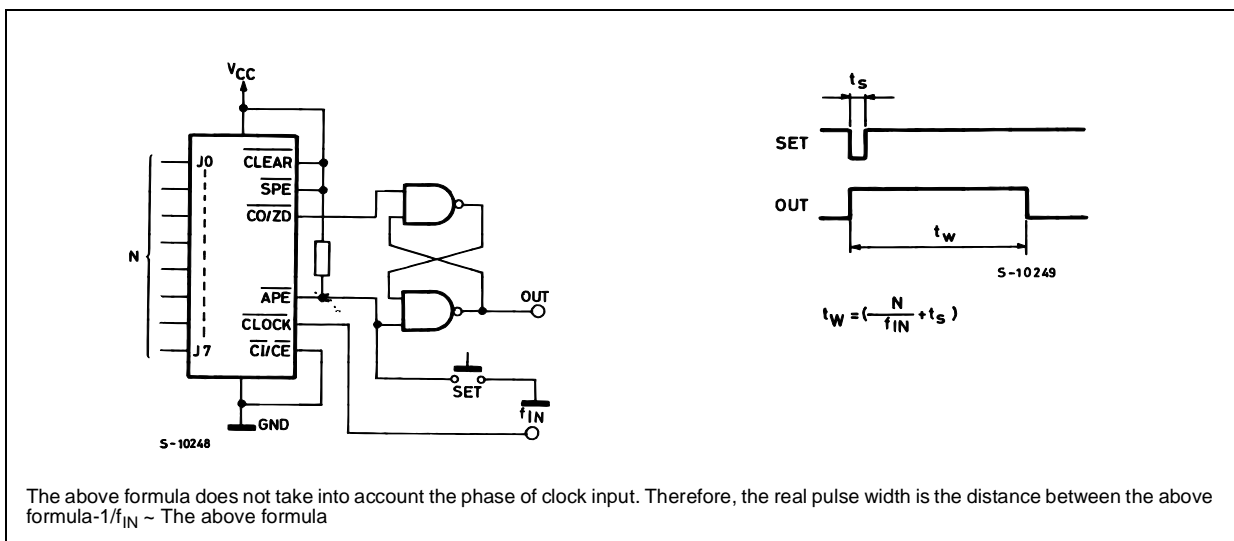 VCC
J0
CLEAR
SPE
CO/ZD
N
APE
CLOCK
J7
CI/CE
GND
S-10248
OUT
SET
fIN
tS
SET
OUT
tW
S-10249
tW = (N/fIN + tS)
The above formula does not take into account the phase of clock input. Therefore, the real pulse width is the distance between the above
formula-1/fIN ~ The above formula